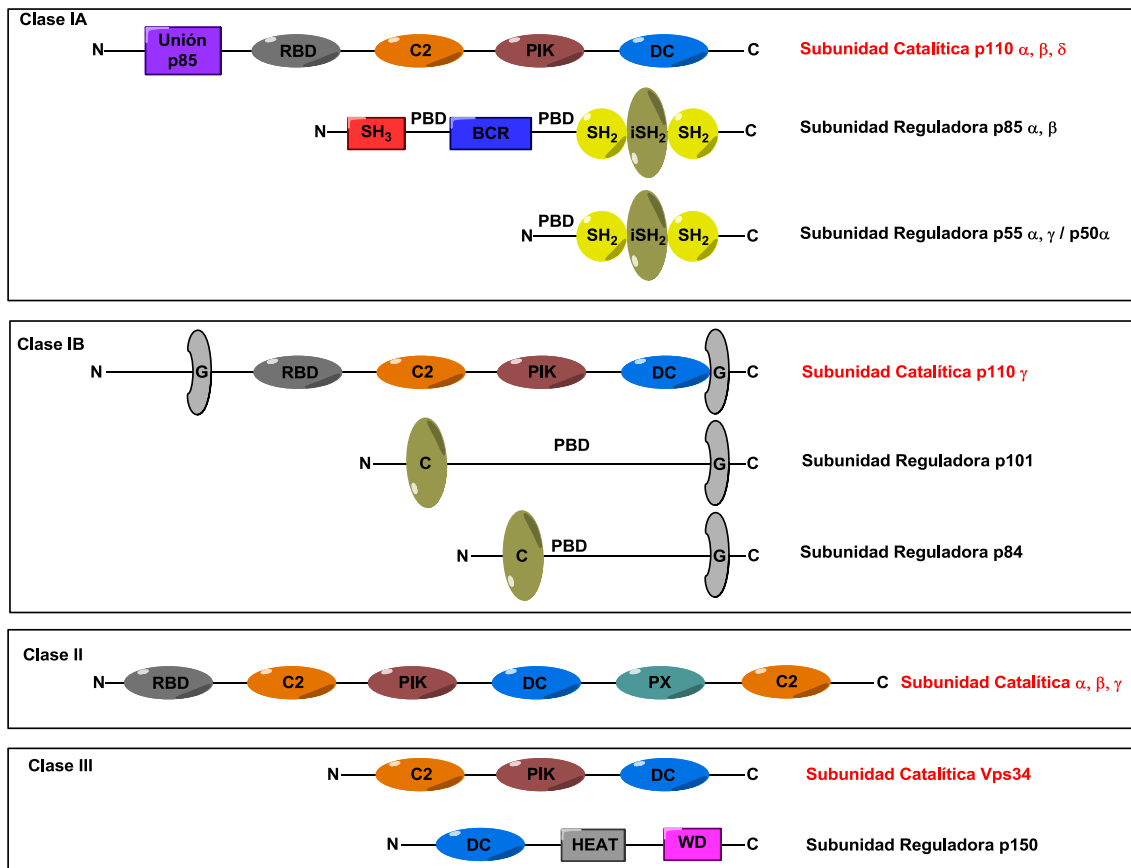 Clase IA
N Unión p85 RBD C2 PIK DC C Subunidad Catalítica p110 α, β, δ
N SH3 PBD BCR PBD SH2 iSH2 SH2 C Subunidad Reguladora p85 α, β
N PBD SH2 iSH2 SH2 C Subunidad Reguladora p55 α, γ / p50α
Clase IB
N G RBD C2 PIK DC G C Subunidad Catalítica p110 γ
N C PBD G C Subunidad Reguladora p101
N C PBD G C Subunidad Reguladora p84
Clase II
N RBD C2 PIK DC PX C2 C Subunidad Catalítica α, β, γ
Clase III
N C2 PIK DC C Subunidad Catalítica Vps34
N DC HEAT WD C Subunidad Reguladora p150